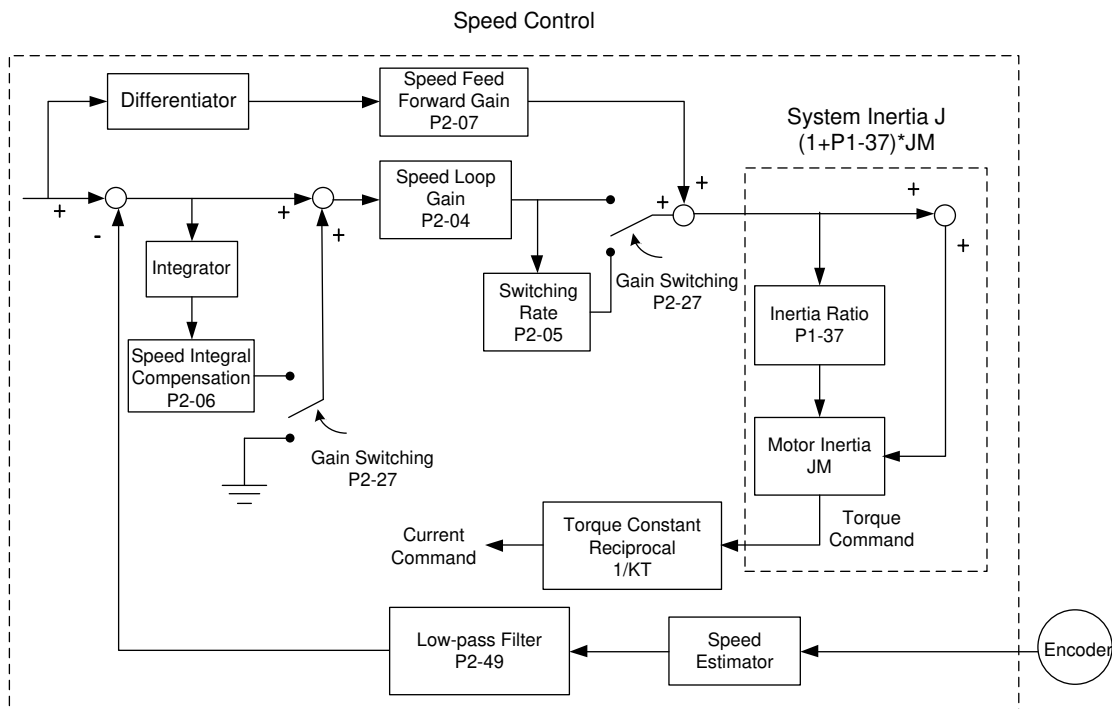 Speed Control
Differentiator
Speed Feed
Forward Gain
P2-07
System Inertia J
(1+P1-37)*JM
+
-
+
+
Speed Loop
Gain
P2-04
+
+
+
+
Integrator
Switching
Rate
P2-05
Gain Switching
P2-27
Inertia Ratio
P1-37
Speed Integral
Compensation
P2-06
Gain Switching
P2-27
Motor Inertia
JM
Current
Command
Torque Constant
Reciprocal
1/KT
Torque
Command
Low-pass Filter
P2-49
Speed
Estimator
Encoder